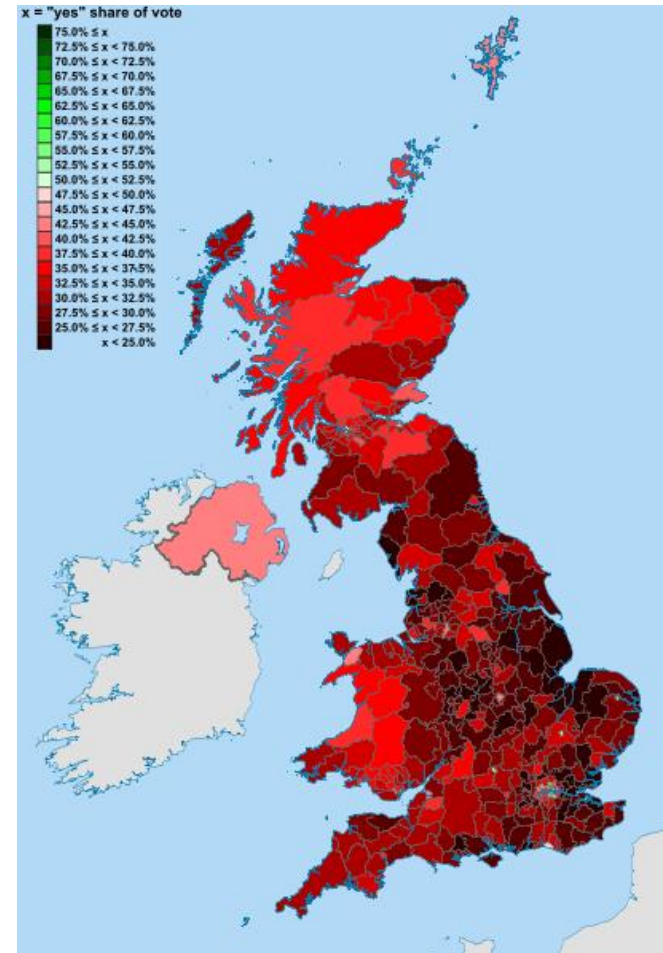 x = "yes" share of vote
75.0% ≤ x
72.5% ≤ x < 75.0%
70.0% ≤ x < 72.5%
67.5% ≤ x < 70.0%
65.0% ≤ x < 67.5%
62.5% ≤ x < 65.0%
60.0% ≤ x < 62.5%
57.5% ≤ x < 60.0%
55.0% ≤ x < 57.5%
52.5% ≤ x < 55.0%
50.0% ≤ x < 52.5%
47.5% ≤ x < 50.0%
45.0% ≤ x < 47.5%
42.5% ≤ x < 45.0%
40.0% ≤ x < 42.5%
37.5% ≤ x < 40.0%
35.0% ≤ x < 37.5%
32.5% ≤ x < 35.0%
30.0% ≤ x < 32.5%
27.5% ≤ x < 30.0%
25.0% ≤ x < 27.5%
x < 25.0%